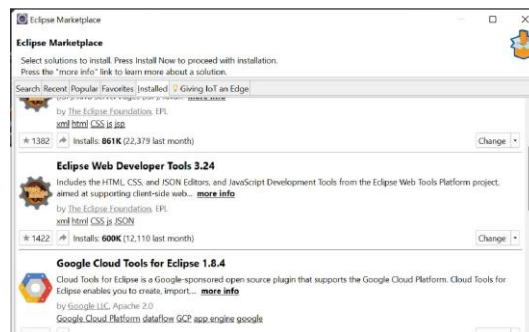 Eclipse Marketplace
Eclipse Marketplace
Select solutions to install. Press Install Now to proceed with installation.
Press the "more info" link to learn more about a solution.
Search Recent Popular Favorites Installed Giving IoT an Edge
more info
by The Eclipse Foundation, EPL
xml html CSS js jsp
1382 Installs: 861K (22,379 last month) Change
Eclipse Web Developer Tools 3.24
Includes the HTML, CSS, and JSON Editors, and JavaScript Development Tools from the Eclipse Web Tools Platform project,
aimed at supporting client-side web... more info
by The Eclipse Foundation, EPL
xml html CSS js JSON
1422 Installs: 600K (12,110 last month) Change
Google Cloud Tools for Eclipse 1.8.4
Cloud Tools for Eclipse is a Google-sponsored open source plugin that supports the Google Cloud Platform. Cloud Tools for
Eclipse enables you to create, import... more info
by Google LLC, Apache 2.0
Google Cloud Platform dataflow GCP app engine google